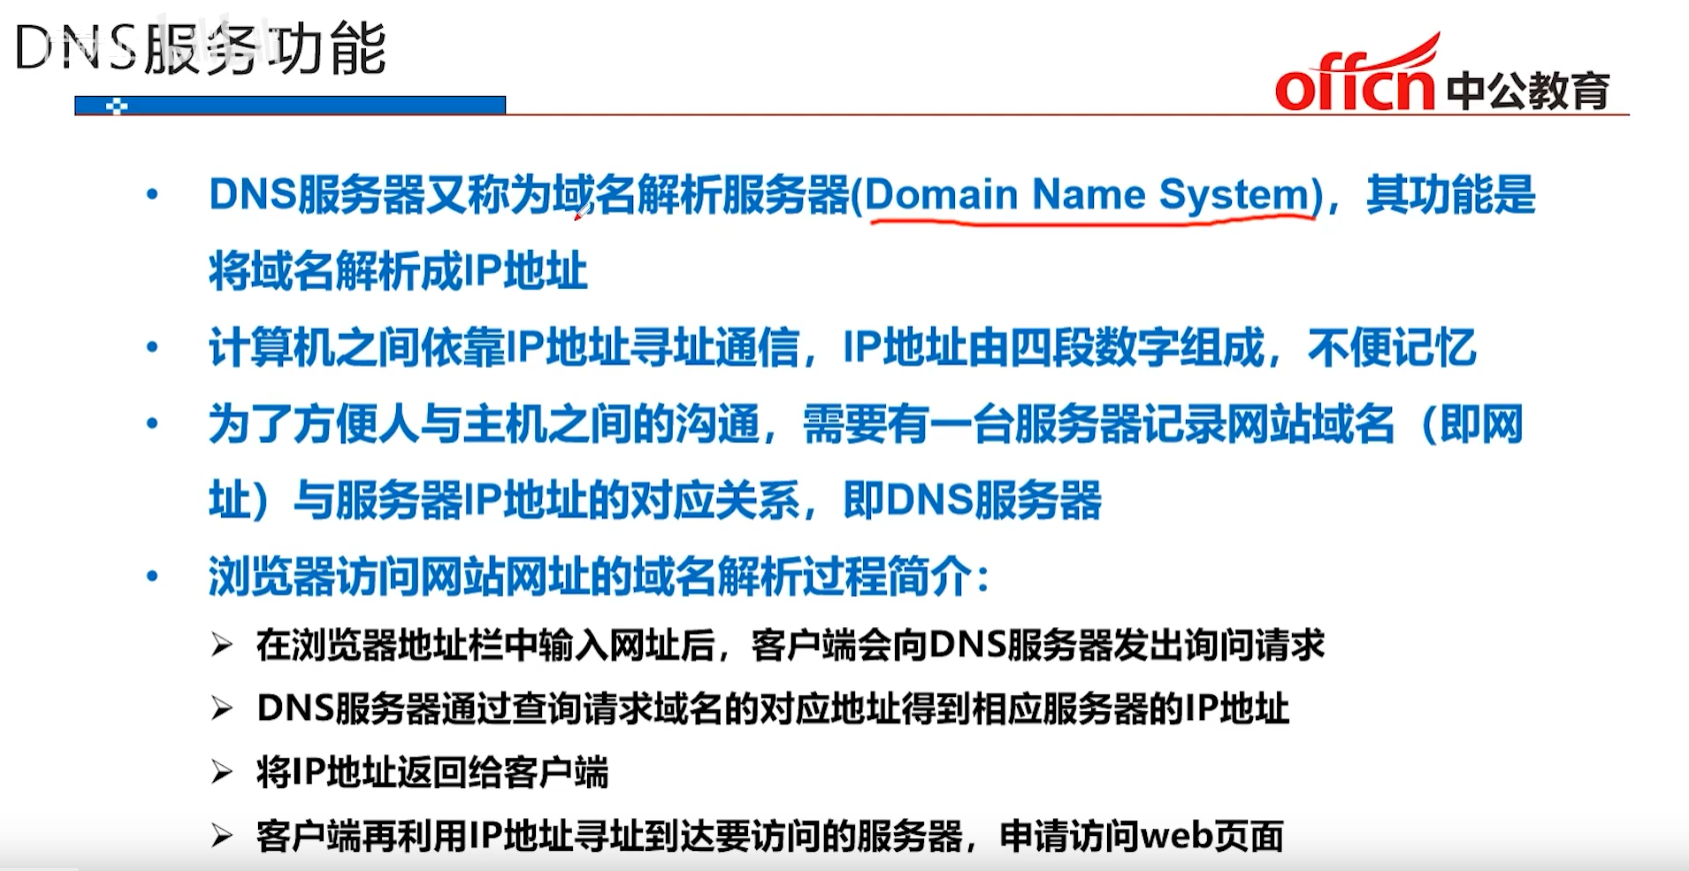 DNS服务功能
offcn中公教育
DNS服务器又称为域名解析服务器(Domain Name System)，其功能是
将域名解析成IP地址
计算机之间依靠IP地址寻址通信，IP地址由四段数字组成，不便记忆
为了方便人与主机之间的沟通，需要有一台服务器记录网站域名（即网
址）与服务器IP地址的对应关系，即DNS服务器
浏览器访问网站网址的域名解析过程简介：
在浏览器地址栏中输入网址后，客户端会向DNS服务器发出询问请求
DNS服务器通过查询请求域名的对应地址得到相应服务器的IP地址
将IP地址返回给客户端
客户端再利用IP地址寻址到达要访问的服务器，申请访问web页面